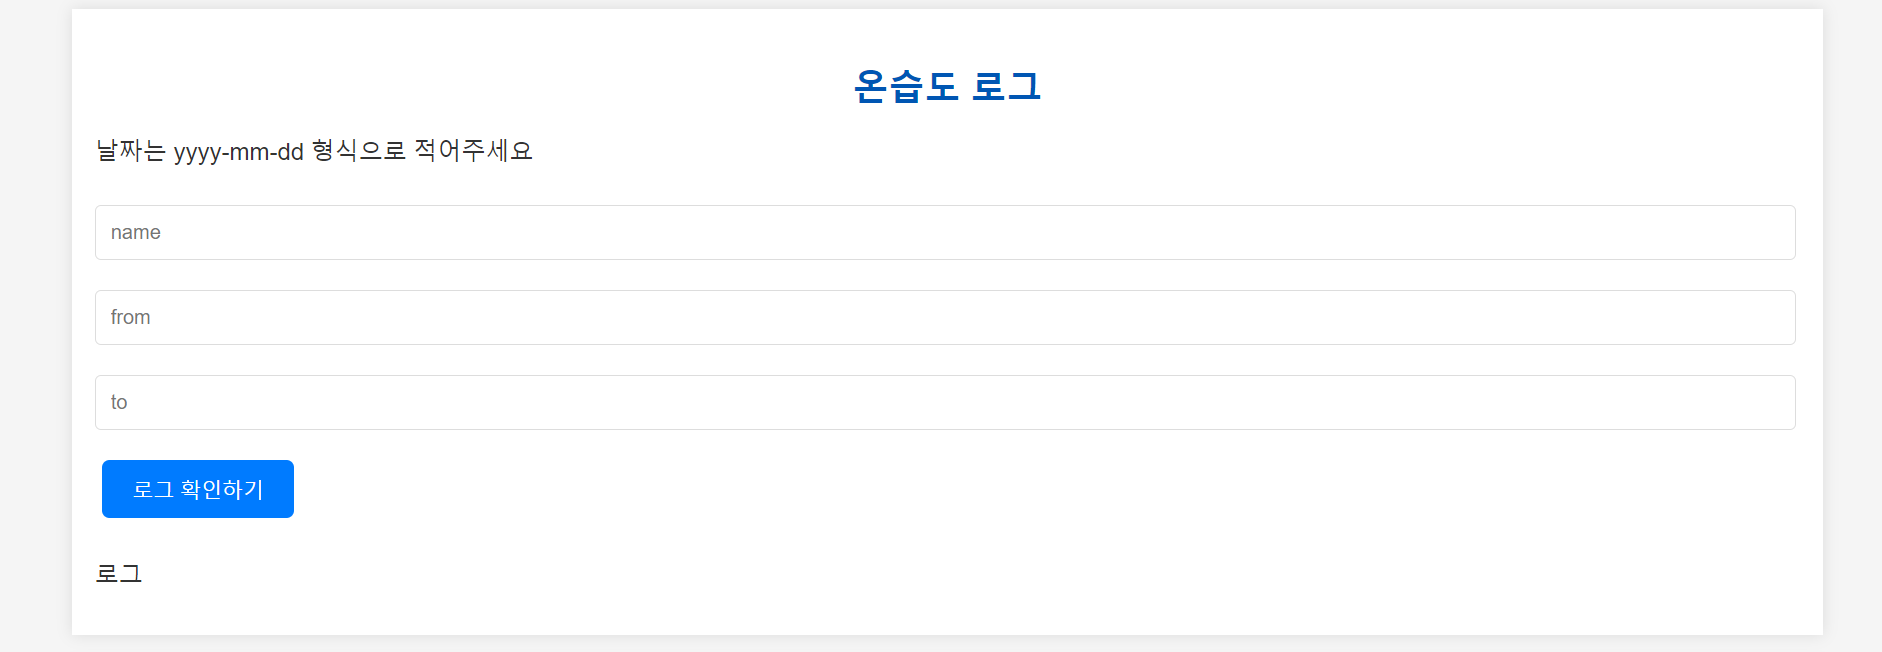 온습도 로그
날짜는 yyyy-mm-dd 형식으로 적어주세요
name
from
to
로그 확인하기
로그